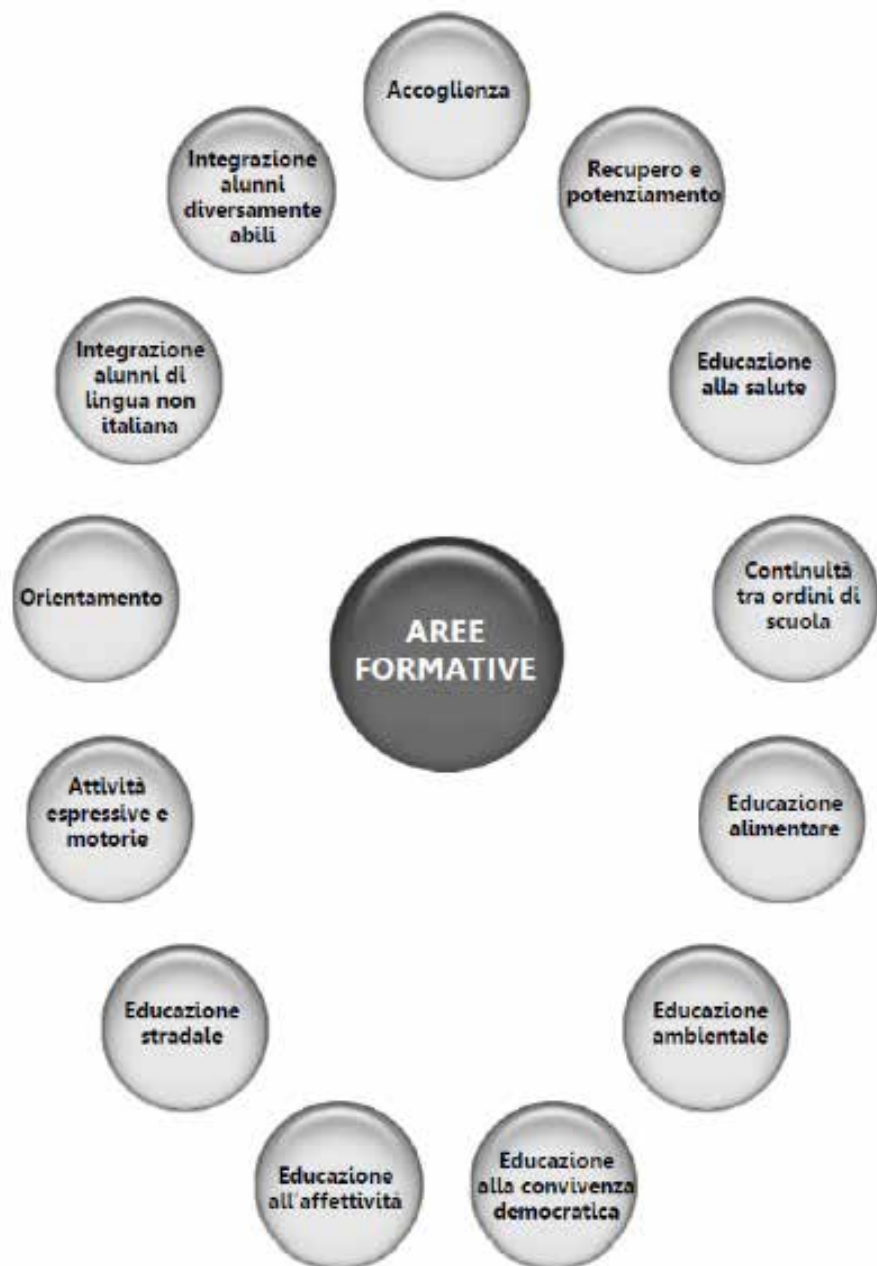 Accoglienza
Recupero e
potenziamento
Educazione
alla salute
Continuità
tra ordini di
scuola
Educazione
alimentare
Educazione
ambientale
Educazione
alla convivenza
democratica
Educazione
all'affettività
Educazione
stradale
Attività
espressive e
motorie
Orientamento
Integrazione
alunni di
lingua non
italiana
Integrazione
alunni
diversamente
abili
AREE
FORMATIVE